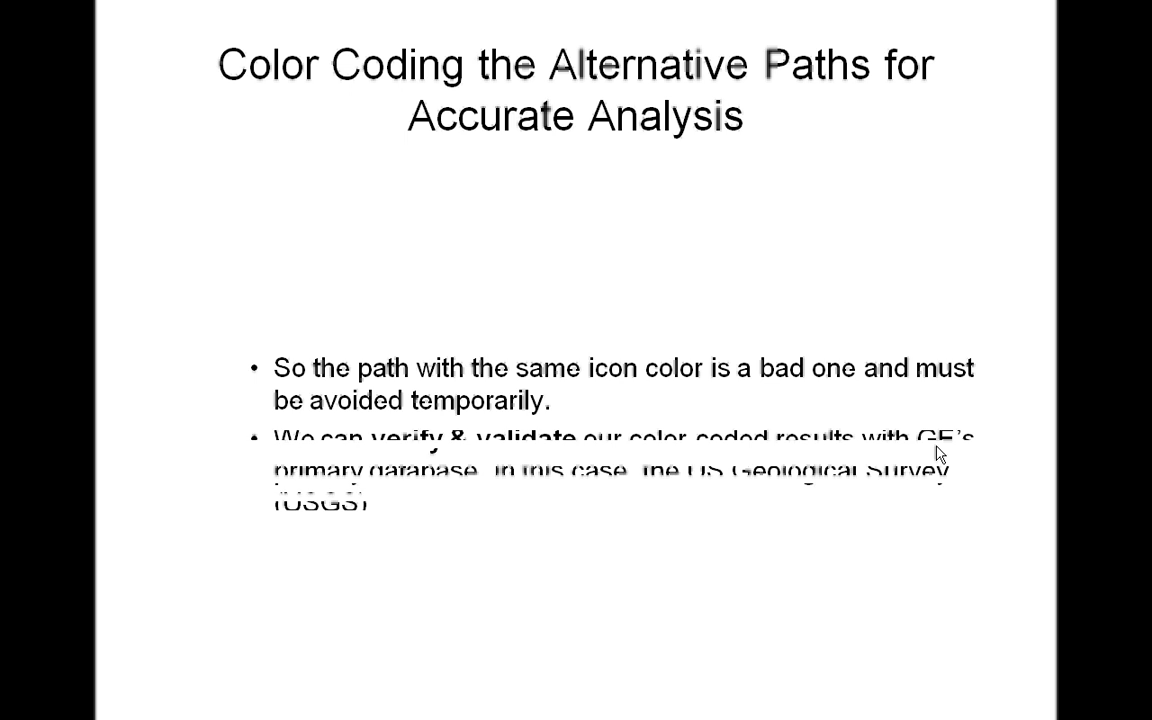 Color Coding the Alternative Paths for
Accurate Analysis
• So the path with the same icon color is a bad one and must
be avoided temporarily.
• We can verify & validate our color coded results with GE’s
primary database. In this case, the US Geological Survey
(USGS)